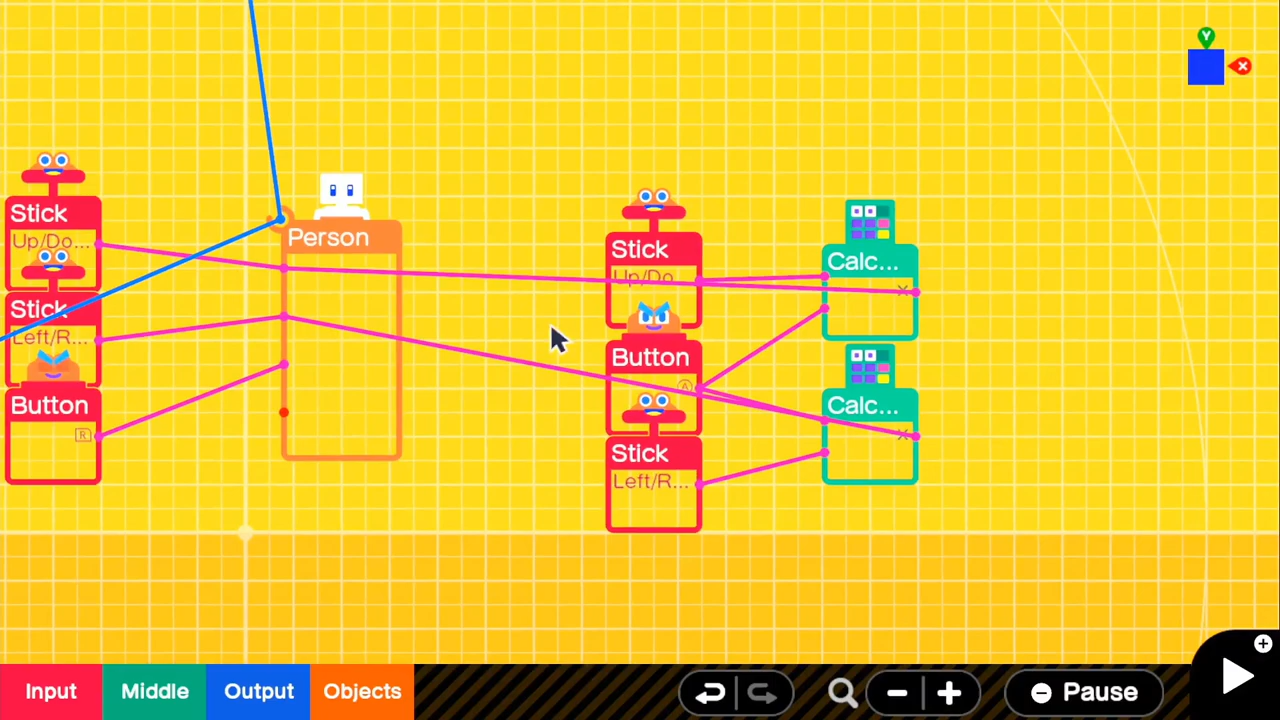 Y
X
Stick
Up/Do...
Stick
Left/R...
Button
R
Person
Stick
Up/Do...
Button
A
Stick
Left/R...
Calc...
×
Calc...
×
Input
Middle
Output
Objects
Pause